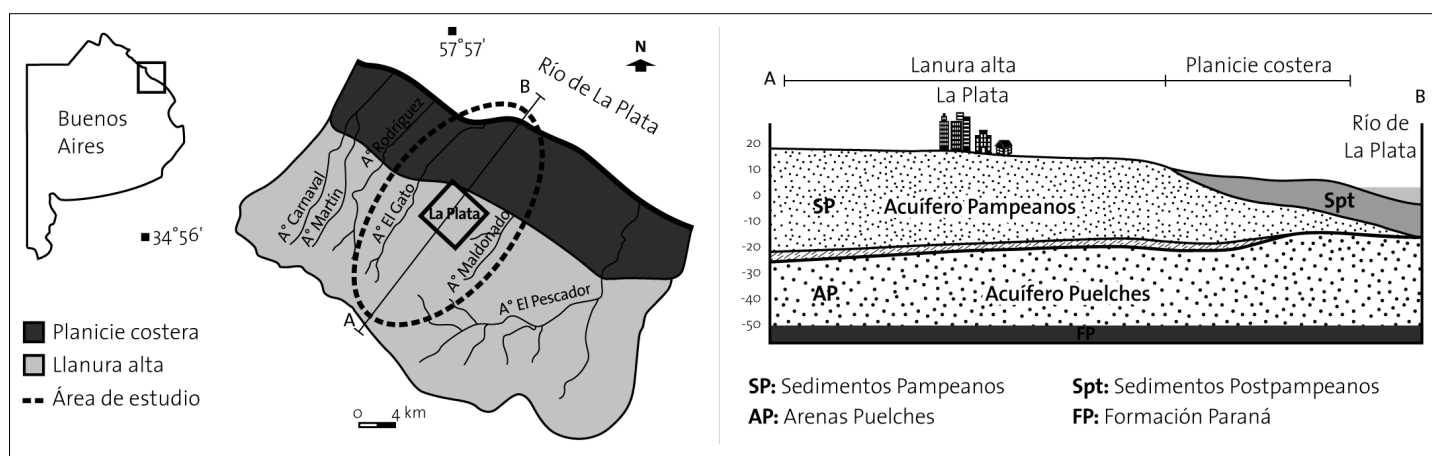 57°57'
N
Río de La Plata
B
Buenos
Aires
34°56'
A° Carnaval
A° Martín
A° Rodríguez
A° El Gato
La Plata
A° Maldonado
A° El Pescador
A
Planicie costera
Llanura alta
Área de estudio
0 4 km
A
Lanura alta
Planicie costera
B
La Plata
Río de
La Plata
20
10
0
-10
-20
-30
-40
-50
SP
Acuífero Pampeanos
Spt
AP
Acuífero Puelches
FP
SP: Sedimentos Pampeanos
Spt: Sedimentos Postpampeanos
AP: Arenas Puelches
FP: Formación Paraná